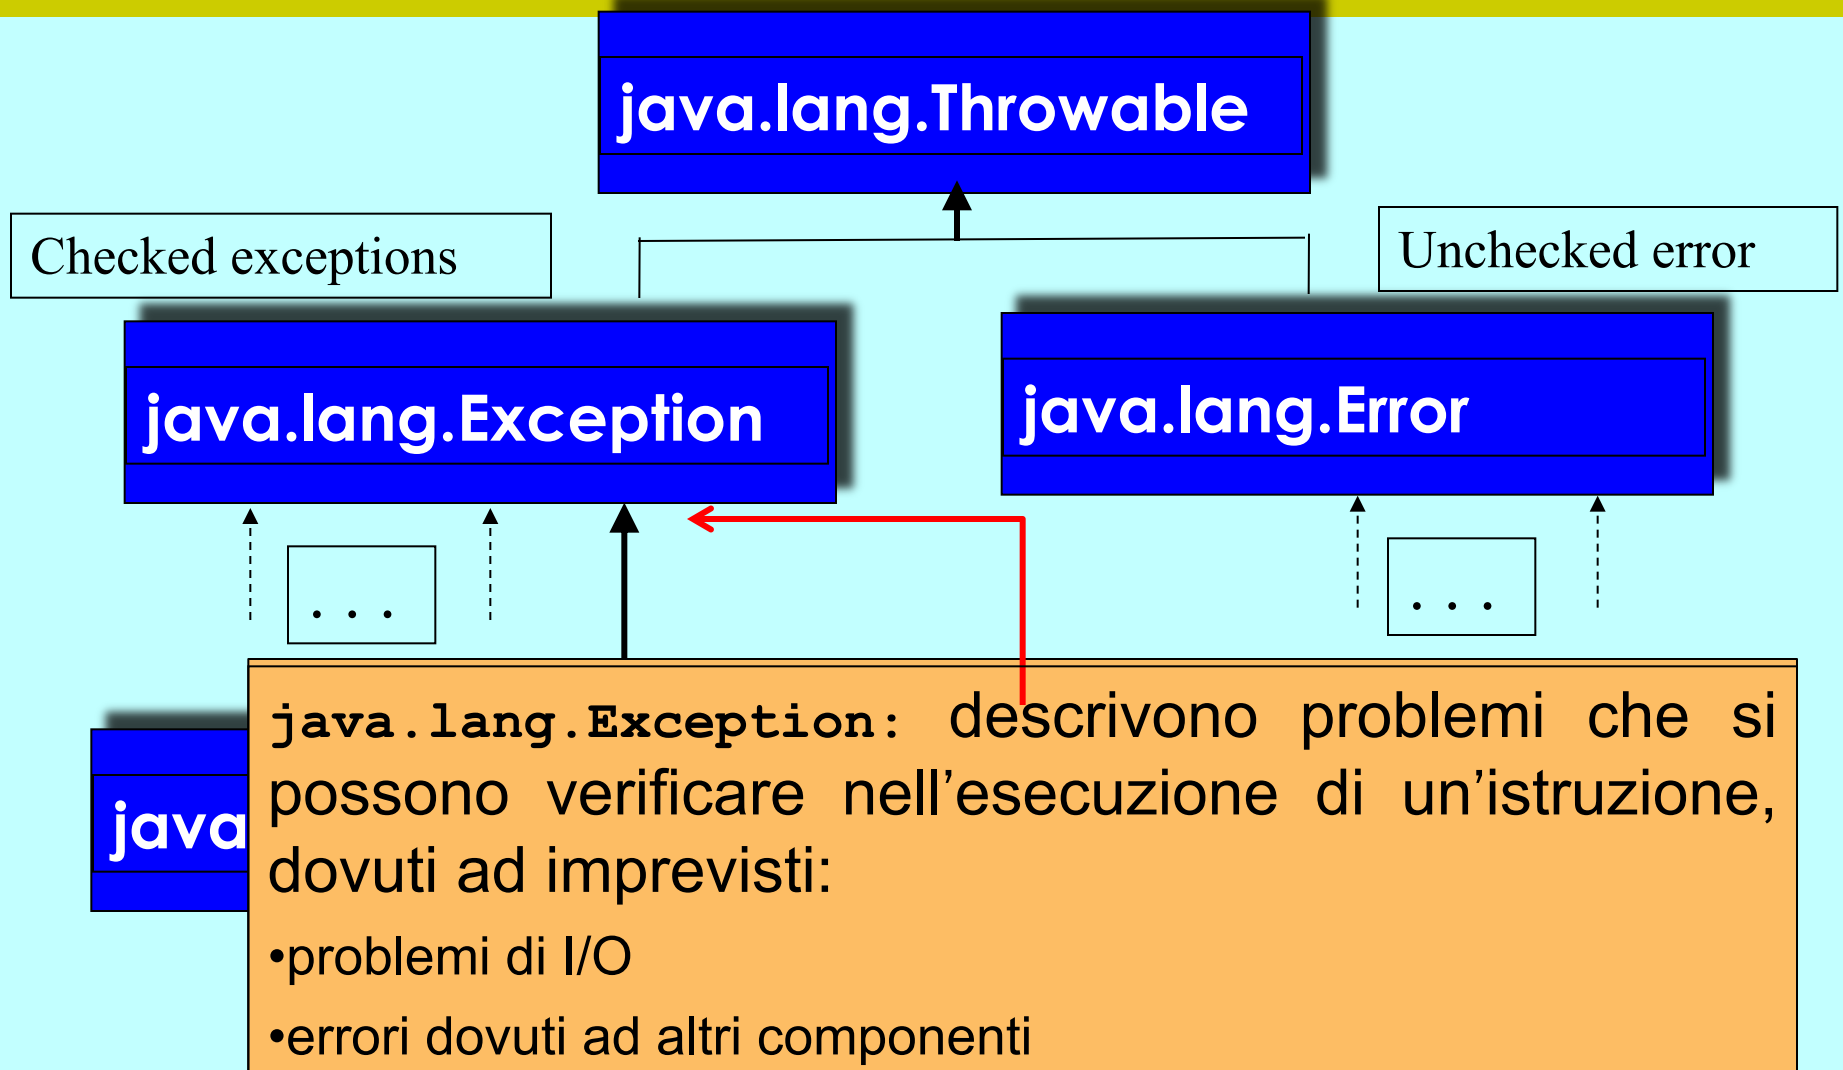 java.lang.Throwable
Checked exceptions
Unchecked error
java.lang.Exception
java.lang.Error
. . .
. . .
java
java.lang.Exception: descrivono problemi che si
possono verificare nell’esecuzione di un’istruzione,
dovuti ad imprevisti:
•problemi di I/O
•errori dovuti ad altri componenti